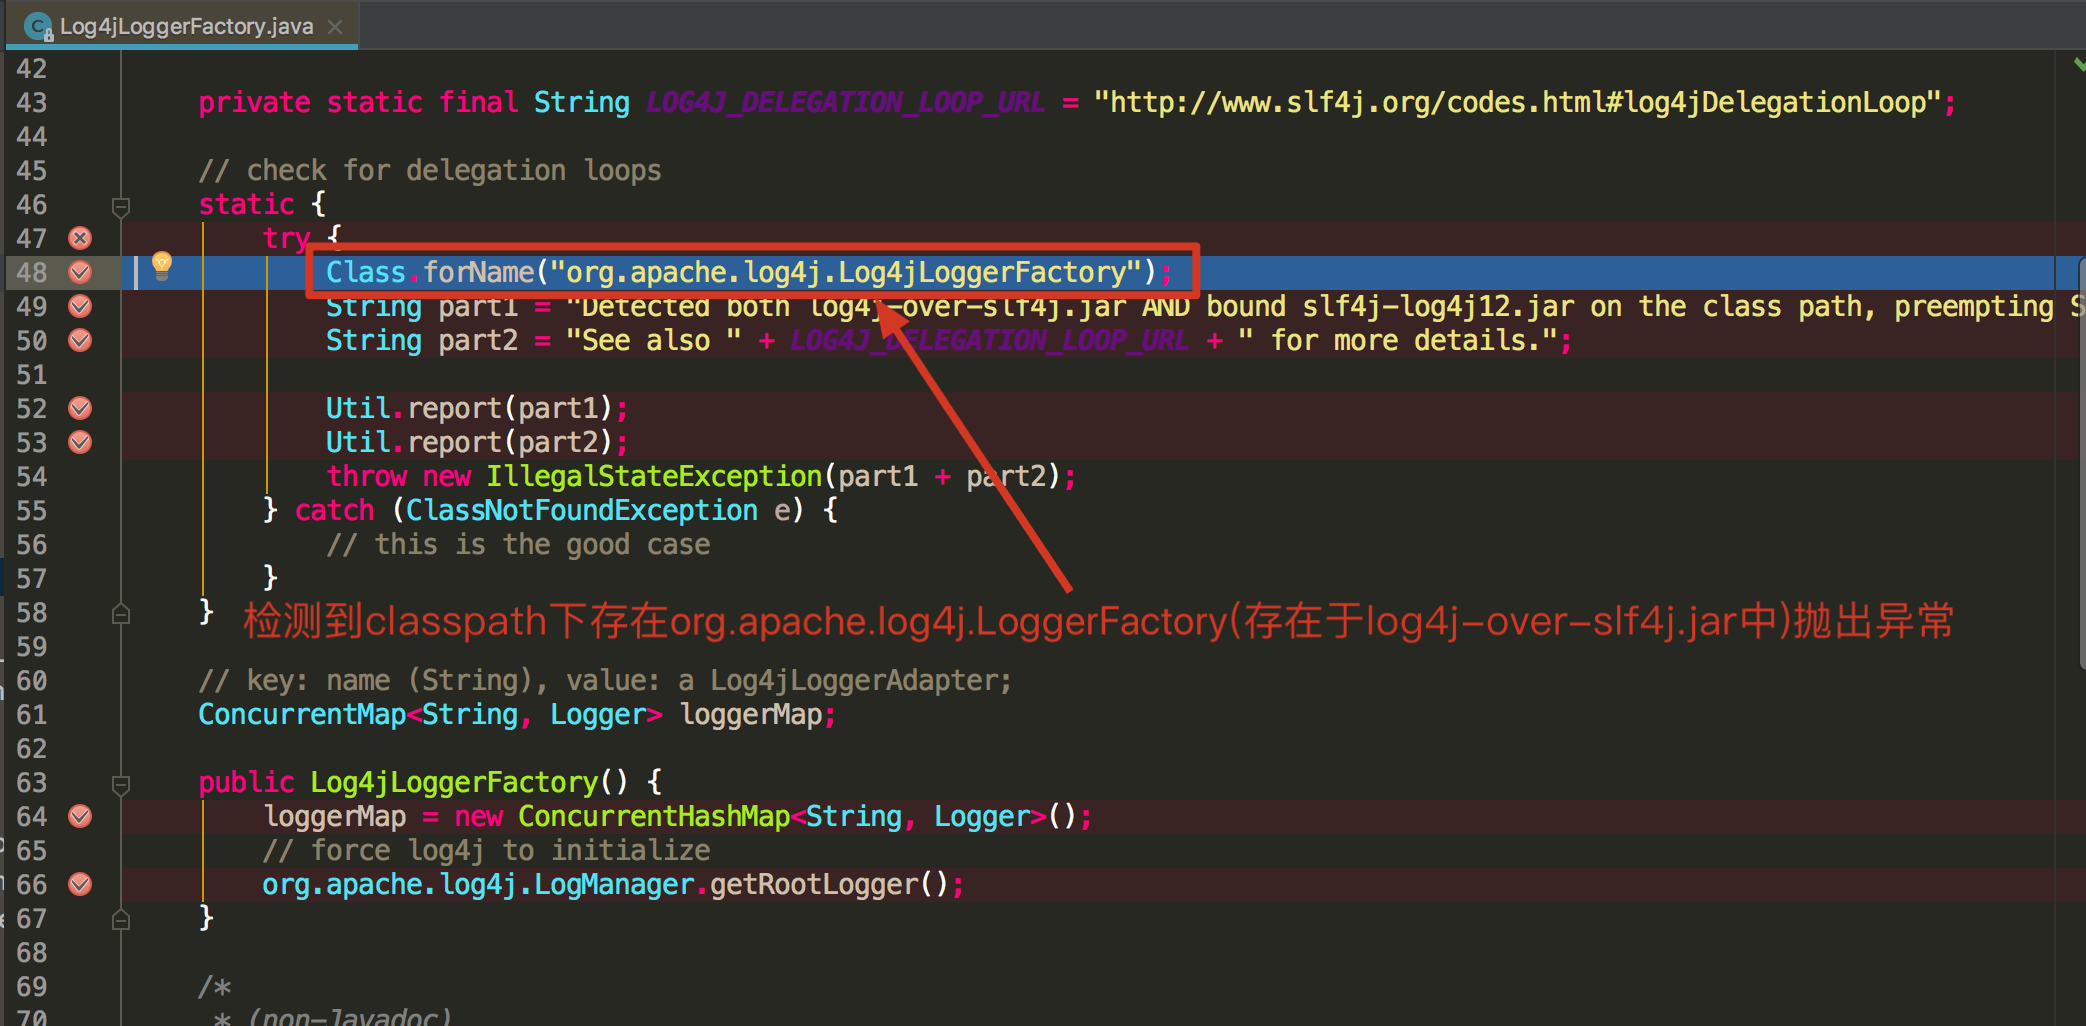 Log4jLoggerFactory.java
42
43 private static final String LOG4J_DELEGATION_LOOP_URL = "http://www.slf4j.org/codes.html#log4jDelegationLoop";
44
45 // check for delegation loops
46 static {
47 try {
48 Class.forName("org.apache.log4j.Log4jLoggerFactory");
49 String part1 = "Detected both log4j-over-slf4j.jar AND bound slf4j-log4j12.jar on the class path, preempting S
50 String part2 = "See also " + LOG4J_DELEGATION_LOOP_URL + " for more details.";
51
52 Util.report(part1);
53 Util.report(part2);
54 throw new IllegalStateException(part1 + part2);
55 } catch (ClassNotFoundException e) {
56 // this is the good case
57 }
58 }
检测到classpath下存在org.apache.log4j.LoggerFactory(存在于log4j-over-slf4j.jar中)抛出异常
59
60 // key: name (String), value: a Log4jLoggerAdapter;
61 ConcurrentMap<String, Logger> loggerMap;
62
63 public Log4jLoggerFactory() {
64 loggerMap = new ConcurrentHashMap<String, Logger>();
65 // force log4j to initialize
66 org.apache.log4j.LogManager.getRootLogger();
67 }
68
69 /*
70 * (non-Javadoc)